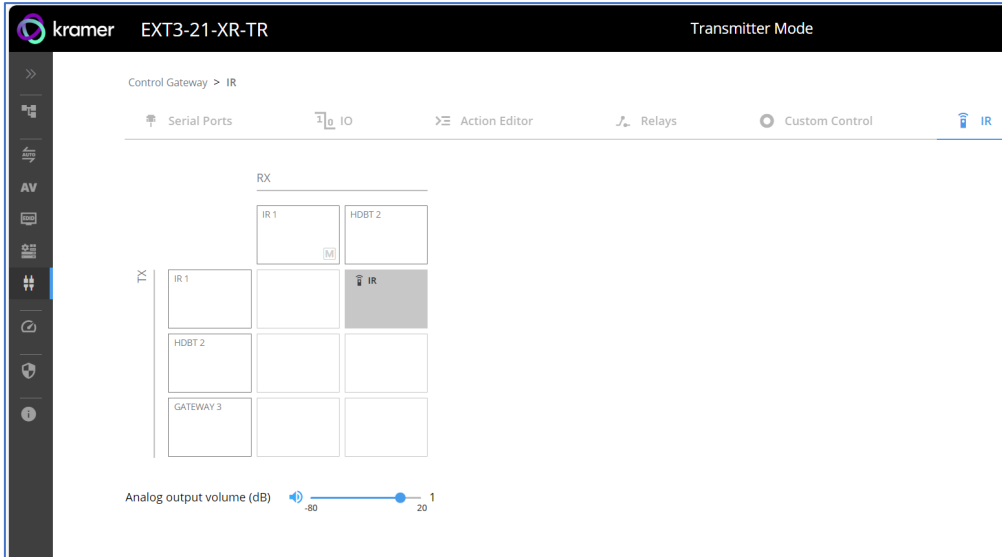 kramer EXT3-21-XR-TR Transmitter Mode
Control Gateway > IR
Serial Ports 1 0 IO Action Editor Relays Custom Control IR
AUTO
AV
EDID
RX
IR 1 HDBT 2
M
TX
IR 1 IR
HDBT 2
GATEWAY 3
Analog output volume (dB) 1
-80 20